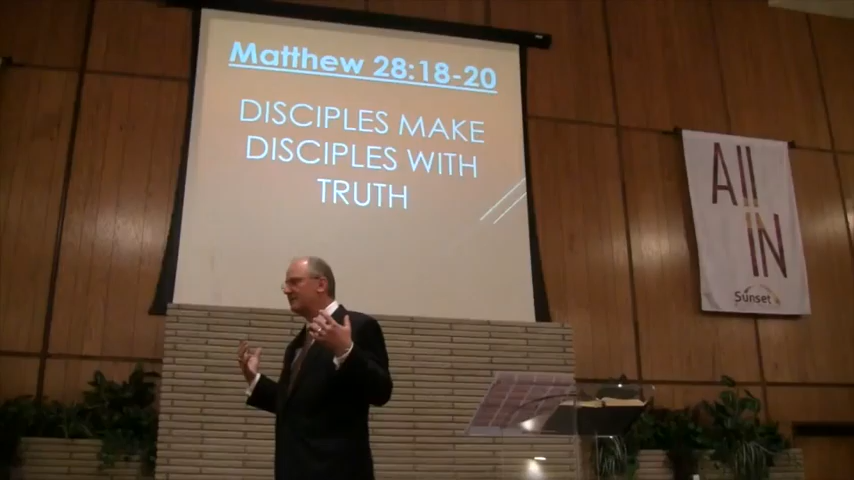 Matthew 28:18-20
DISCIPLES MAKE
DISCIPLES WITH
TRUTH
All
IN
Sunset